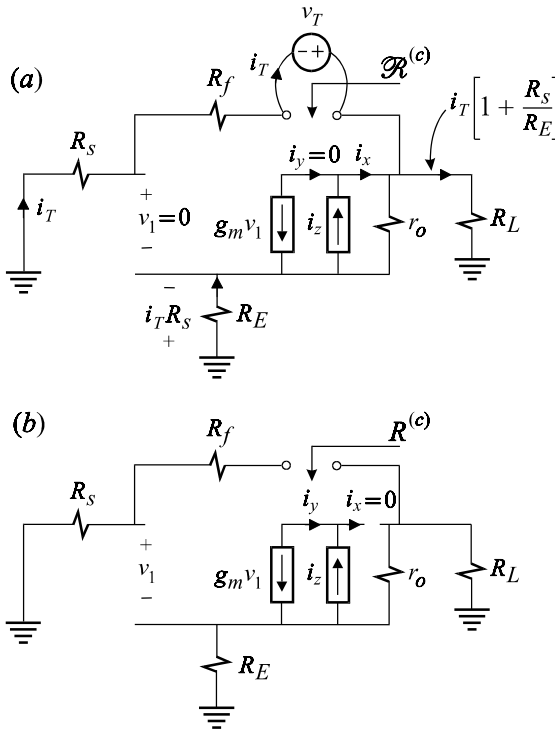 (a)
v_T
− +
i_T
ℛ^(c)
R_f
i_T[1 + R_s/R_E]
R_s
i_y=0
i_x
i_T
+
v_1=0
−
g_m v_1
i_z
r_o
R_L
−
i_T R_s
+
R_E
(b)
R_f
R^(c)
R_s
i_y
i_x=0
+
v_1
−
g_m v_1
i_z
r_o
R_L
R_E